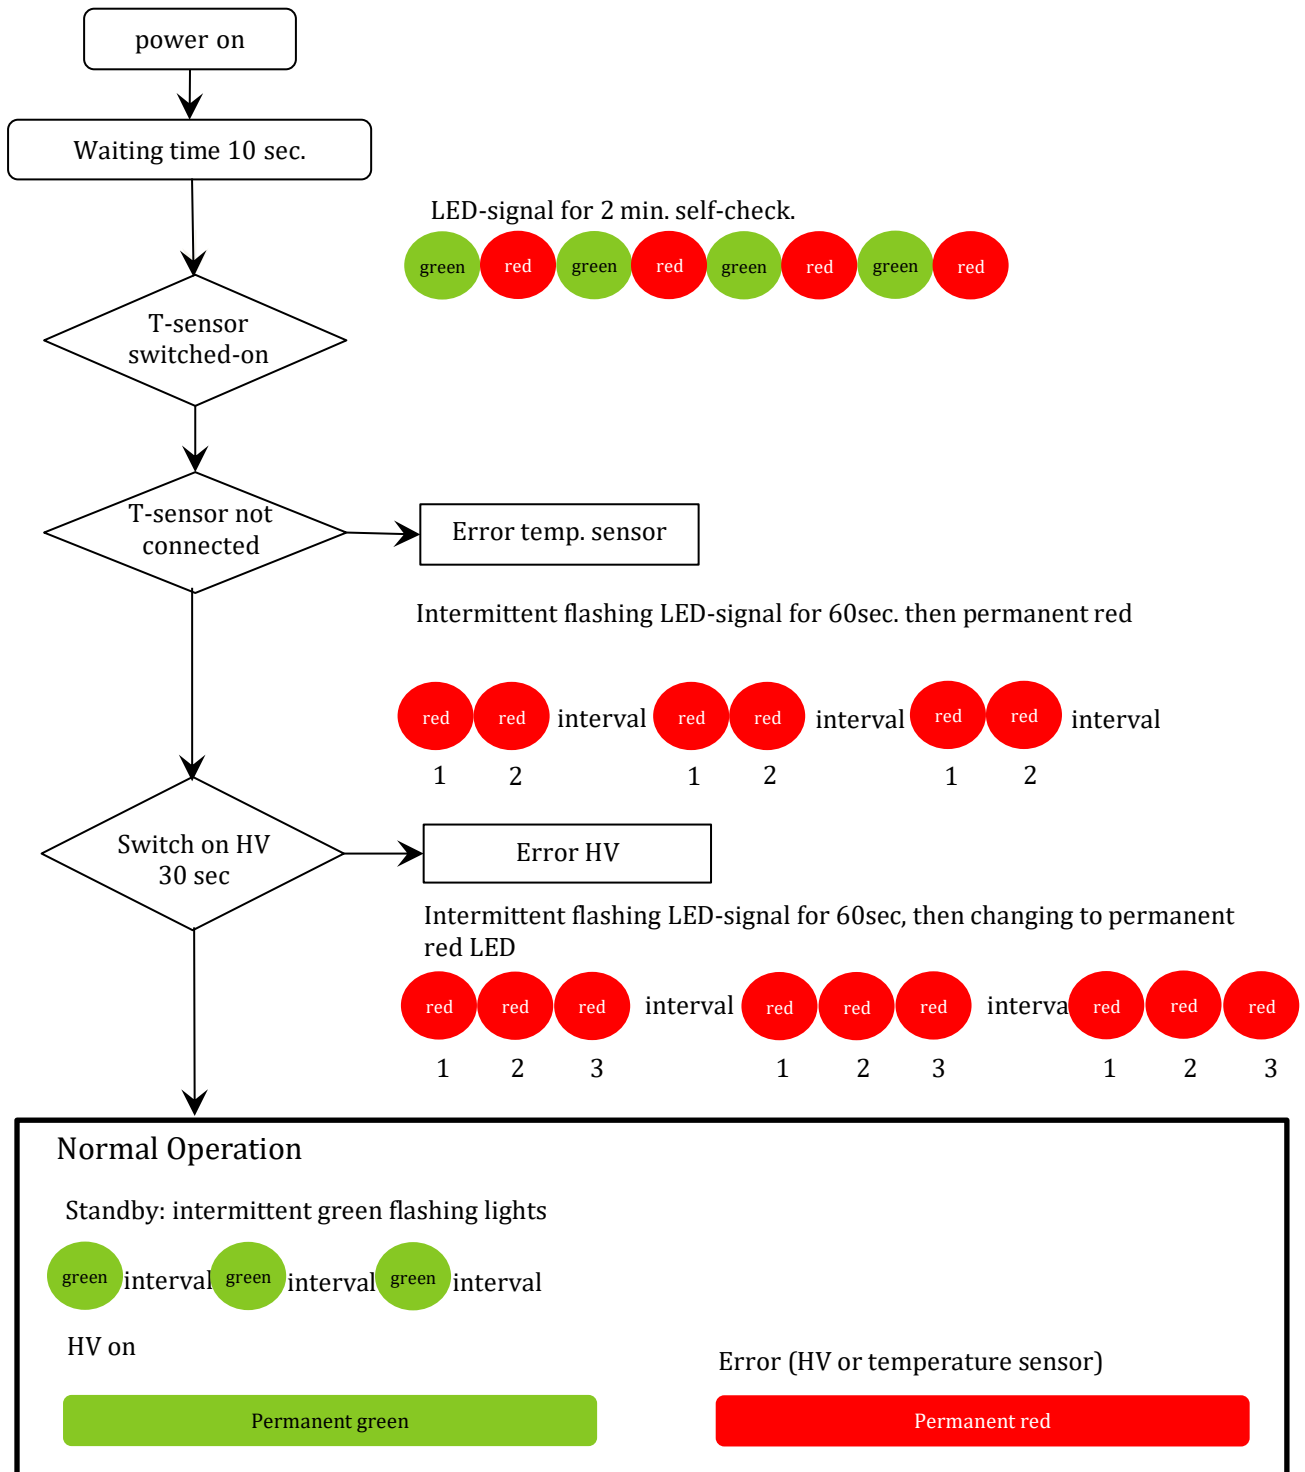 power on
Waiting time 10 sec.
LED-signal for 2 min. self-check.
green red green red green red green red
T-sensor
switched-on
T-sensor not
connected
Error temp. sensor
Intermittent flashing LED-signal for 60sec. then permanent red
red red interval red red interval red red interval
1 2 1 2 1 2
Switch on HV
30 sec
Error HV
Intermittent flashing LED-signal for 60sec, then changing to permanent
red LED
red red red interval red red red interva red red red
1 2 3 1 2 3 1 2 3
Normal Operation
Standby: intermittent green flashing lights
green interval green interval green interval
HV on
Error (HV or temperature sensor)
Permanent green
Permanent red